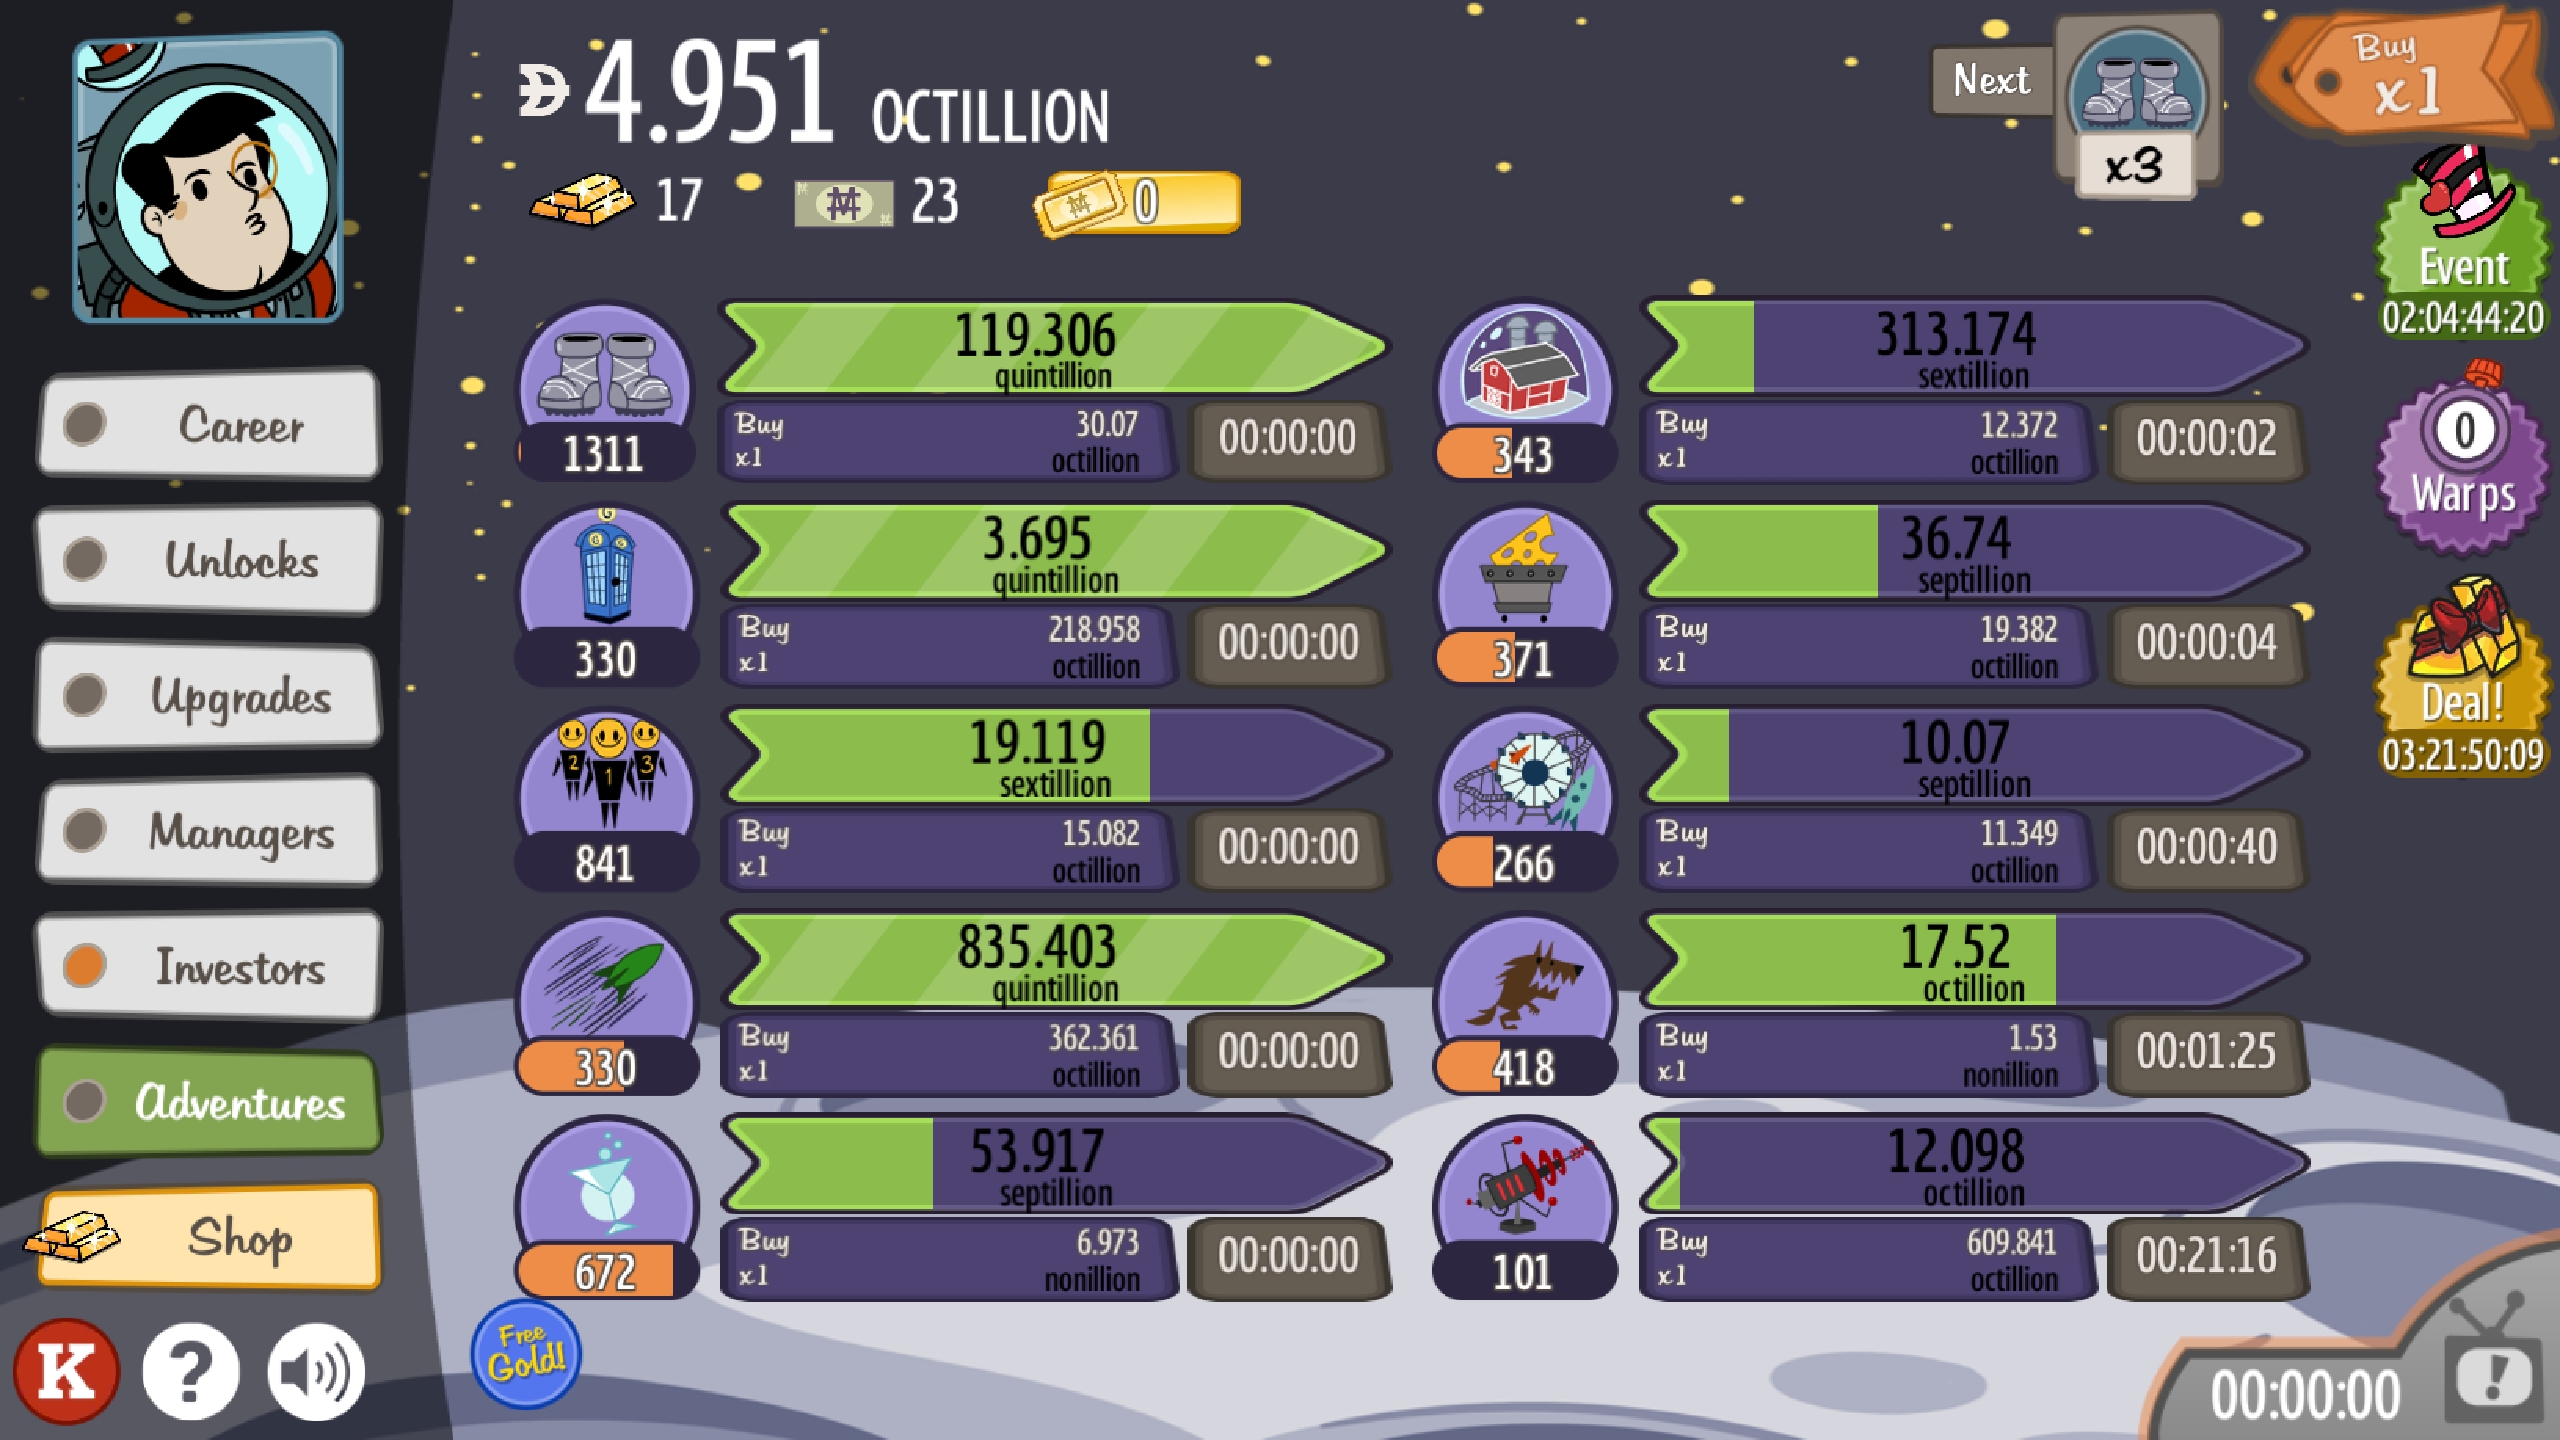 4.951 OCTILLION
17
23
0
Next
x3
Buy
x1
Event
02:04:44:20
0
Warps
Deal!
03:21:50:09
Career
Unlocks
Upgrades
Managers
Investors
Adventures
Shop
K
?
Free
Gold!
119.306
quintillion
1311
Buy
x1
30.07
octillion
00:00:00
3.695
quintillion
330
Buy
x1
218.958
octillion
00:00:00
2 1 3
19.119
sextillion
841
Buy
x1
15.082
octillion
00:00:00
835.403
quintillion
330
Buy
x1
362.361
octillion
00:00:00
53.917
septillion
672
Buy
x1
6.973
nonillion
00:00:00
313.174
sextillion
343
Buy
x1
12.372
octillion
00:00:02
36.74
septillion
371
Buy
x1
19.382
octillion
00:00:04
10.07
septillion
266
Buy
x1
11.349
octillion
00:00:40
17.52
octillion
418
Buy
x1
1.53
nonillion
00:01:25
12.098
octillion
101
Buy
x1
609.841
octillion
00:21:16
00:00:00
!